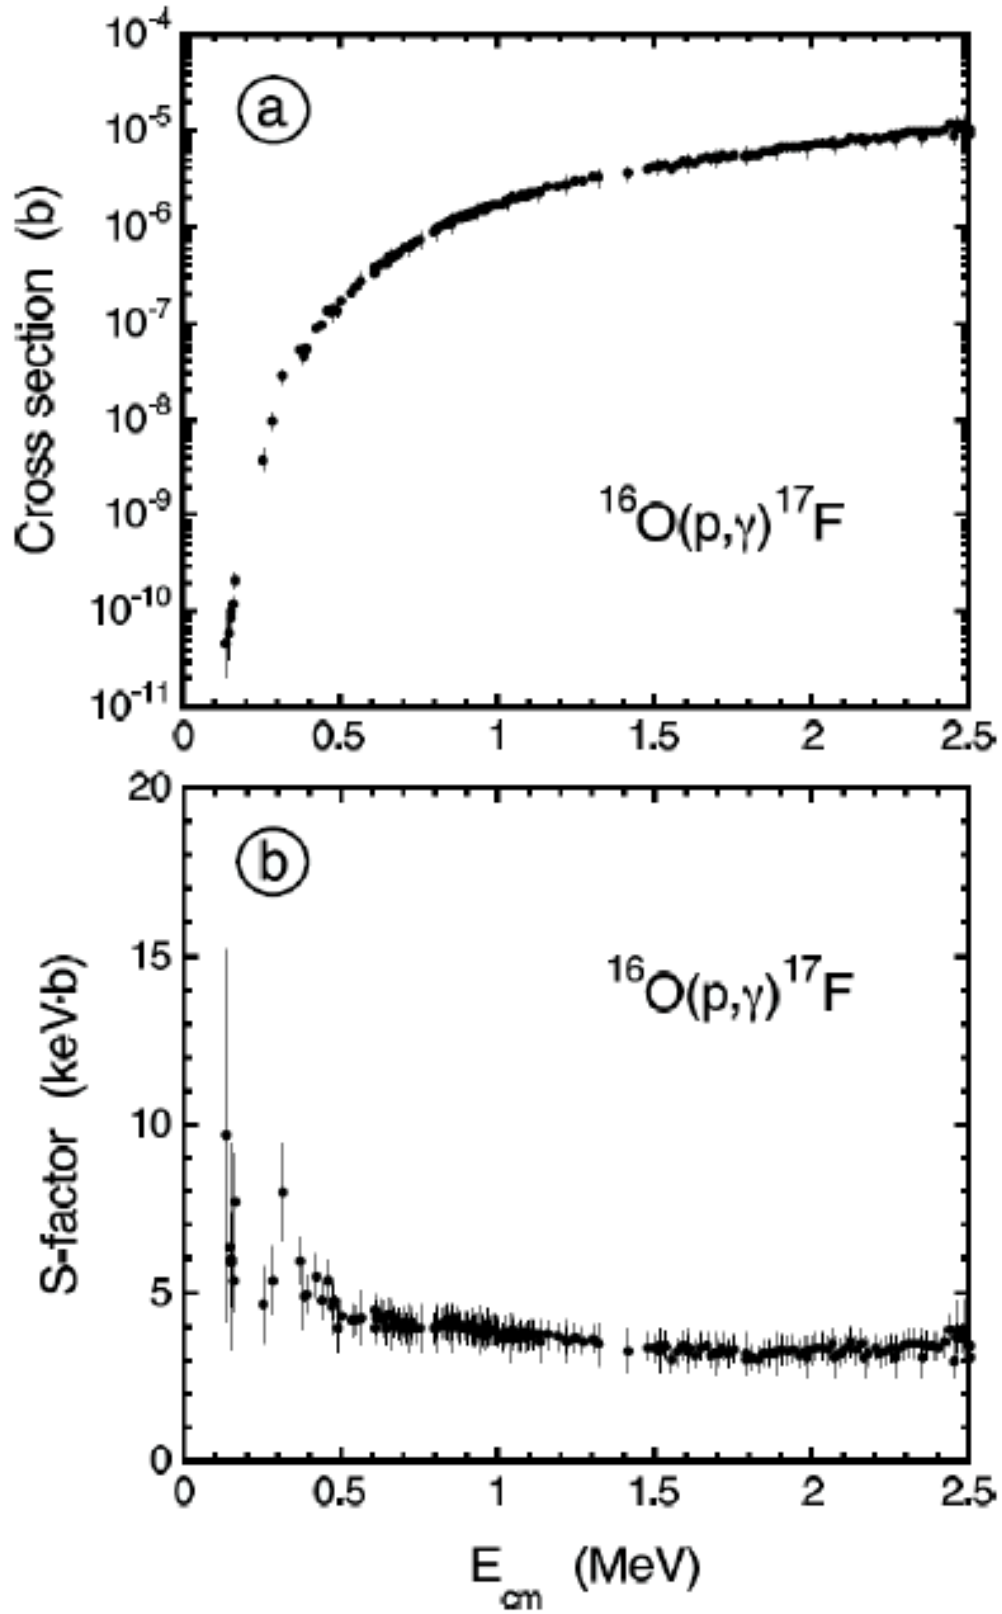 10⁻⁴
10⁻⁵
10⁻⁶
10⁻⁷
10⁻⁸
10⁻⁹
10⁻¹⁰
10⁻¹¹
Cross section (b)
a
¹⁶O(p,γ)¹⁷F
0 0.5 1 1.5 2 2.5
20
15
10
5
0
S-factor (keV·b)
b
¹⁶O(p,γ)¹⁷F
0 0.5 1 1.5 2 2.5
E_cm (MeV)